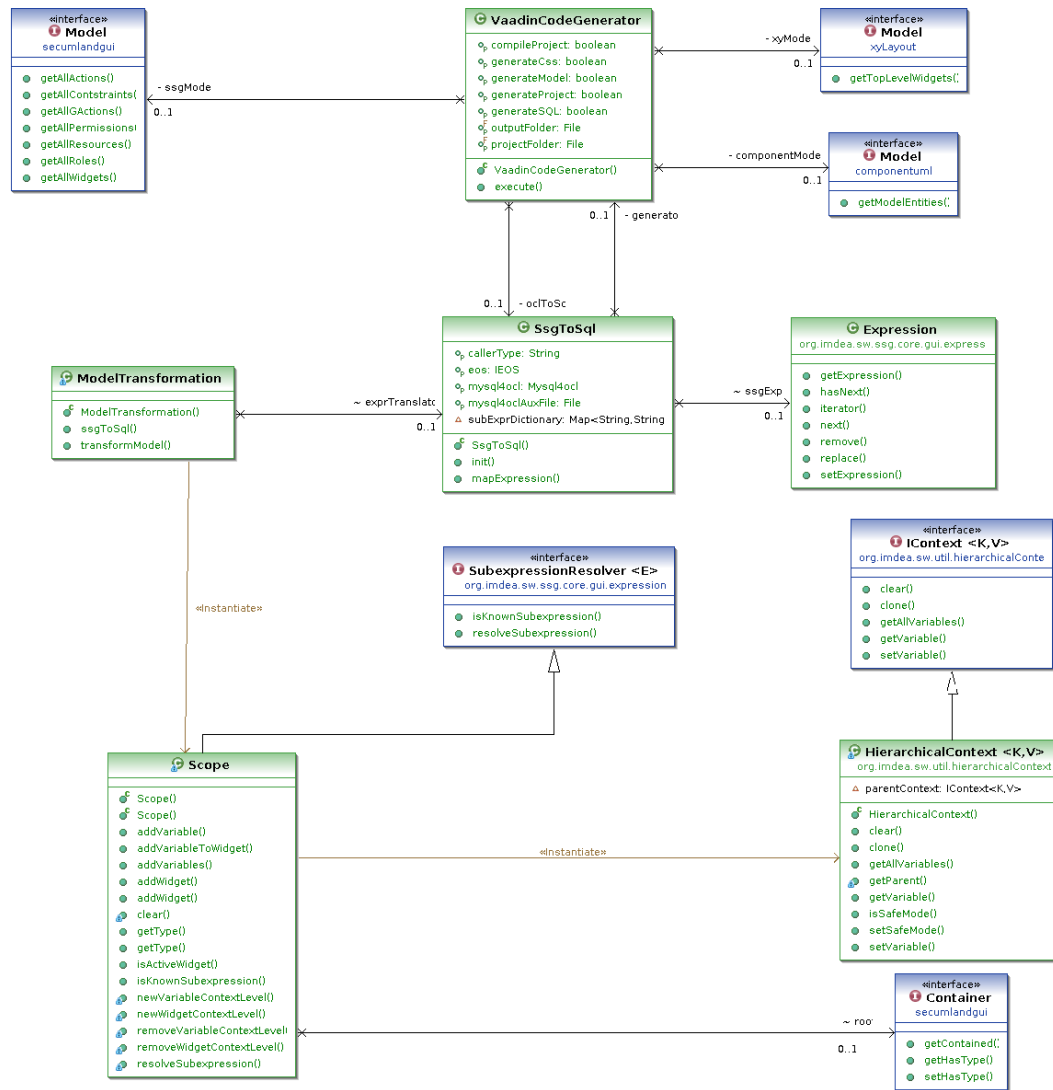 «interface»
Model
secumlandgui
getAllActions()
getAllContstraints(
getAllGActions()
getAllPermissions(
getAllResources()
getAllRoles()
getAllWidgets()
- ssgMode
0..1
VaadinCodeGenerator
compileProject: boolean
generateCss: boolean
generateModel: boolean
generateProject: boolean
generateSQL: boolean
outputFolder: File
projectFolder: File
VaadinCodeGenerator()
execute()
- xyMode
0..1
«interface»
Model
xyLayout
getTopLevelWidgets(
- componentMode
0..1
«interface»
Model
componentuml
getModelEntities(
0..1
- generato
0..1
- oclToSc
SsgToSql
callerType: String
eos: IEOS
mysql4ocl: Mysql4ocl
mysql4oclAuxFile: File
subExprDictionary: Map<String,String
SsgToSql()
init()
mapExpression()
ModelTransformation
ModelTransformation()
ssgToSql()
transformModel()
~ exprTranslato
0..1
~ ssgExp
0..1
Expression
org.imdea.sw.ssg.core.gui.express
getExpression()
hasNext()
iterator()
next()
remove()
replace()
setExpression()
«Instantiate»
«interface»
SubexpressionResolver <E>
org.imdea.sw.ssg.core.gui.expression
isKnownSubexpression()
resolveSubexpression()
«interface»
IContext <K,V>
org.imdea.sw.util.hierarchicalConte
clear()
clone()
getAllVariables()
getVariable()
setVariable()
Scope
Scope()
Scope()
addVariable()
addVariableToWidget()
addVariables()
addWidget()
addWidget()
clear()
getType()
getType()
isActiveWidget()
isKnownSubexpression()
newVariableContextLevel()
newWidgetContextLevel()
removeVariableContextLevel(
removeWidgetContextLevel()
resolveSubexpression()
«Instantiate»
HierarchicalContext <K,V>
org.imdea.sw.util.hierarchicalContext
parentContext: IContext<K,V>
HierarchicalContext()
clear()
clone()
getAllVariables()
getParent()
getVariable()
isSafeMode()
setSafeMode()
setVariable()
~ roo
0..1
«interface»
Container
secumlandgui
getContained(
getHasType()
setHasType()